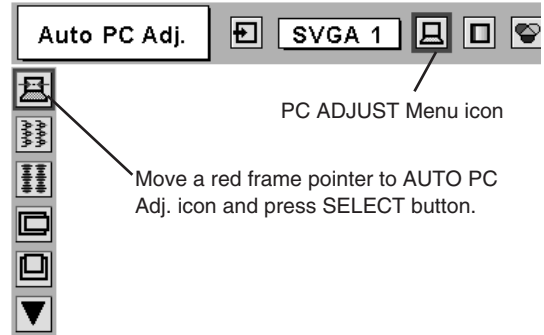 Auto PC Adj.
SVGA 1
PC ADJUST Menu icon
Move a red frame pointer to AUTO PC
Adj. icon and press SELECT button.